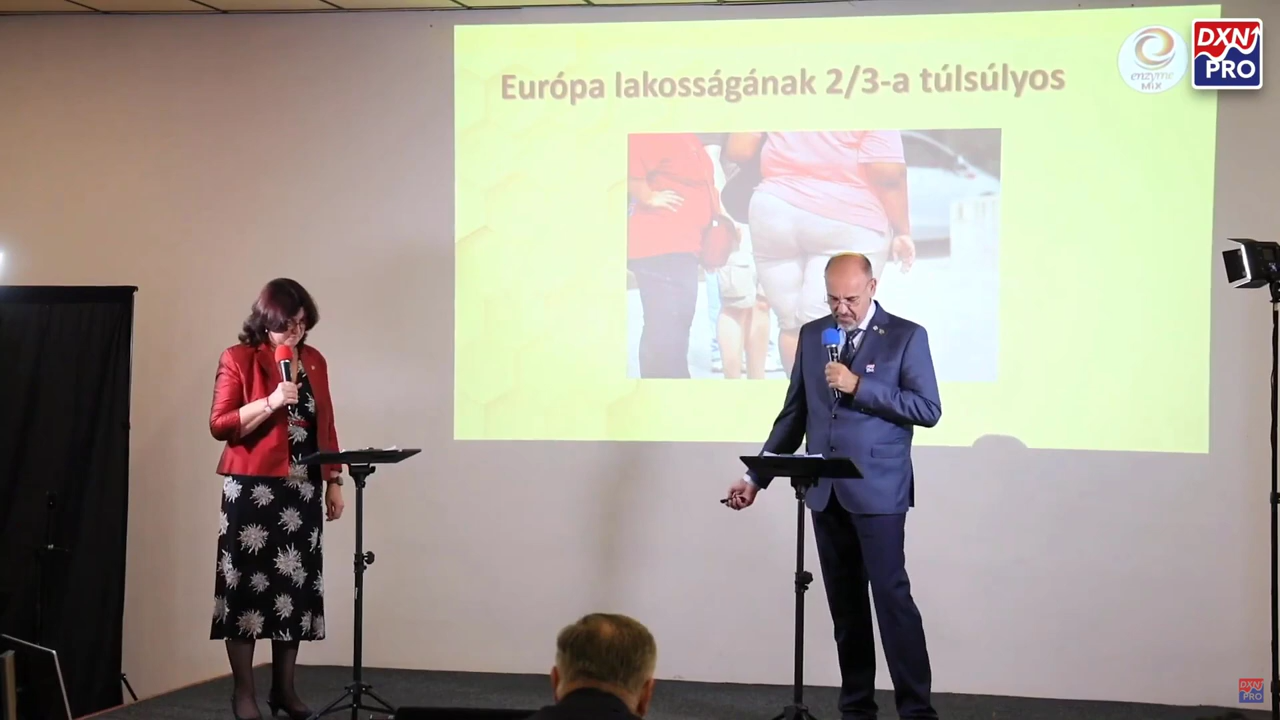 Európa lakosságának 2/3-a túlsúlyos
enzyme
MIX
DXN
PRO
DXN
PRO